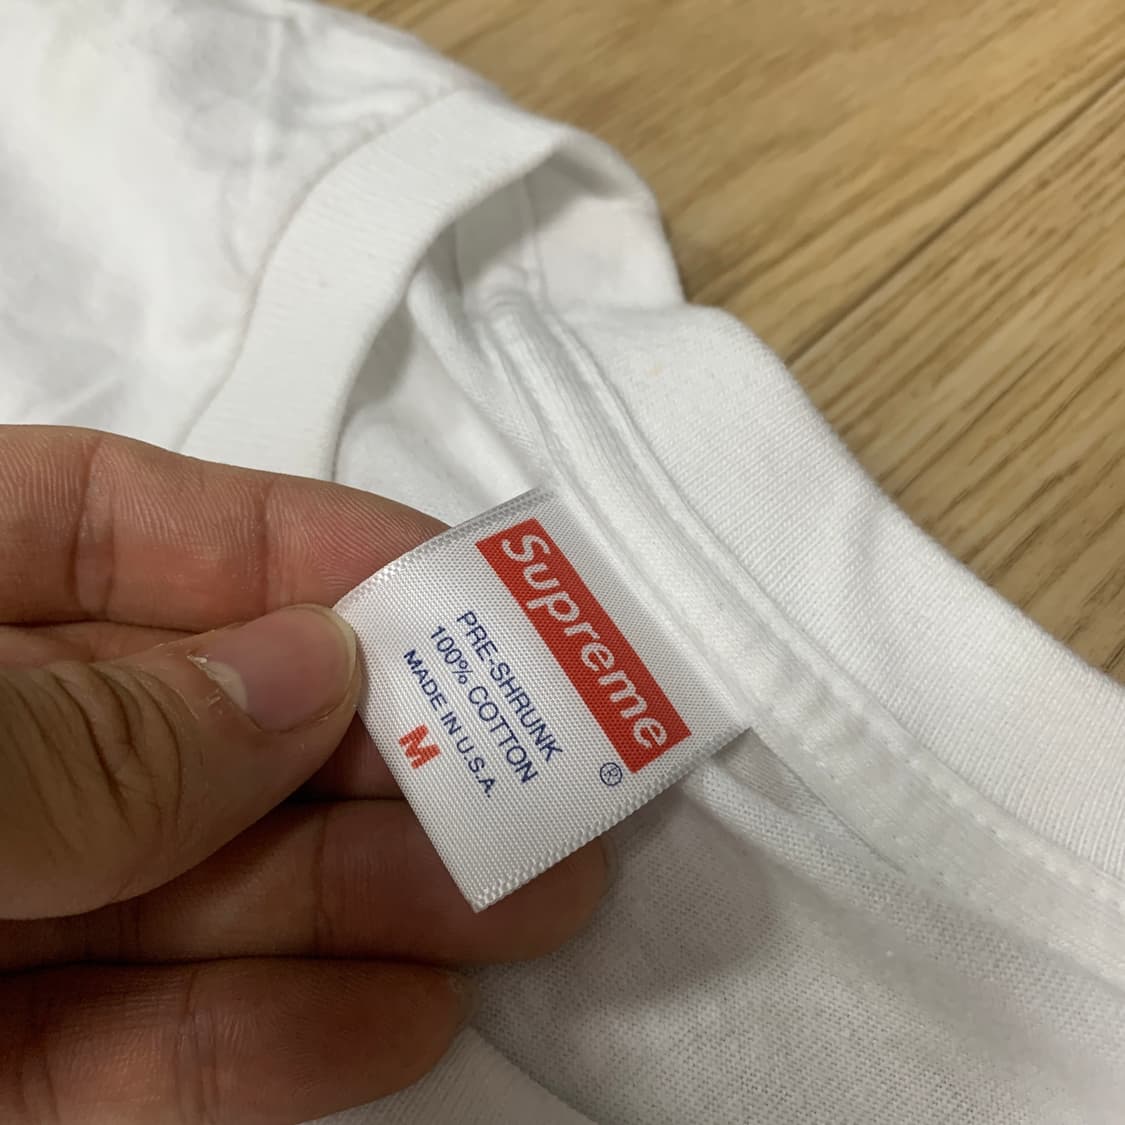 Supreme
®
PRE-SHRUNK
100% COTTON
MADE IN U.S.A.
M